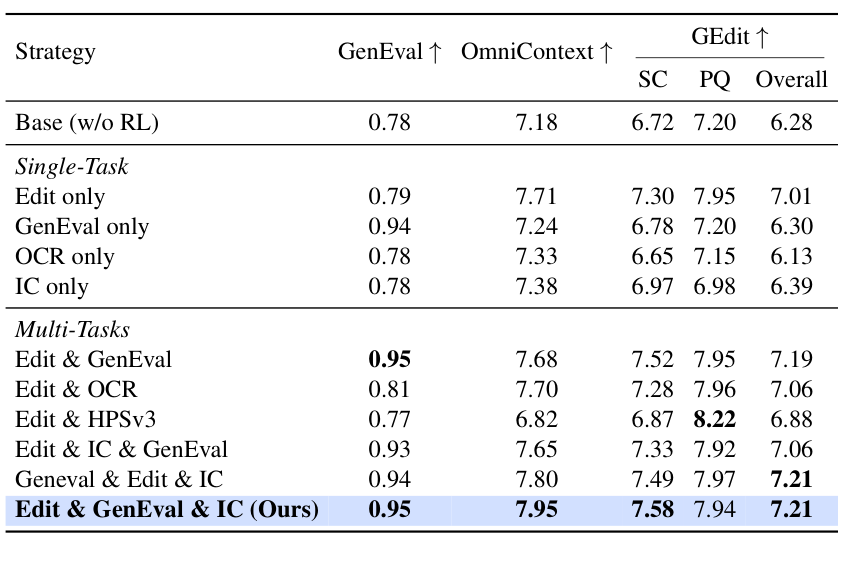 Strategy GenEval ↑ OmniContext ↑ GEdit ↑
SC PQ Overall
Base (w/o RL) 0.78 7.18 6.72 7.20 6.28
Single-Task
Edit only 0.79 7.71 7.30 7.95 7.01
GenEval only 0.94 7.24 6.78 7.20 6.30
OCR only 0.78 7.33 6.65 7.15 6.13
IC only 0.78 7.38 6.97 6.98 6.39
Multi-Tasks
Edit & GenEval 0.95 7.68 7.52 7.95 7.19
Edit & OCR 0.81 7.70 7.28 7.96 7.06
Edit & HPSv3 0.77 6.82 6.87 8.22 6.88
Edit & IC & GenEval 0.93 7.65 7.33 7.92 7.06
Geneval & Edit & IC 0.94 7.80 7.49 7.97 7.21
Edit & GenEval & IC (Ours) 0.95 7.95 7.58 7.94 7.21